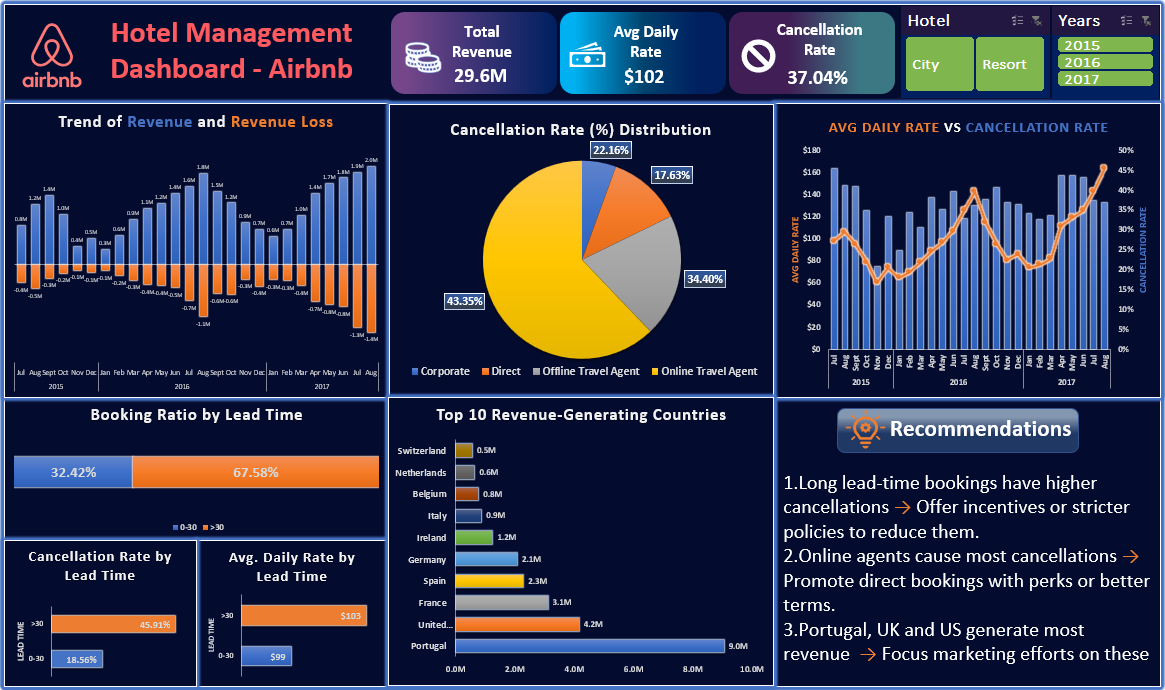 airbnb
Hotel Management
Dashboard - Airbnb
Total
Revenue
29.6M
Avg Daily
Rate
$102
Cancellation
Rate
37.04%
Hotel
City
Resort
Years
2015
2016
2017
Trend of Revenue and Revenue Loss
0.8M 1.2M 1.4M 1.0M 0.4M 0.5M 0.3M 0.6M 0.9M 1.1M 1.2M 1.4M 1.6M 1.8M 1.5M 1.2M 0.9M 0.7M 0.6M 0.7M 1.0M 1.4M 1.7M 1.8M 1.9M 2.0M
-0.4M -0.5M -0.3M -0.2M -0.1M -0.1M -0.1M -0.2M -0.3M -0.4M -0.4M -0.5M -0.7M -1.1M -0.6M -0.6M -0.3M -0.4M -0.3M -0.3M -0.4M -0.7M -0.8M -0.8M -1.3M -1.4M
Jul Aug Sept Oct Nov Dec Jan Feb Mar Apr May Jun Jul Aug Sept Oct Nov Dec Jan Feb Mar Apr May Jun Jul Aug
2015 2016 2017
Cancellation Rate (%) Distribution
22.16%
17.63%
34.40%
43.35%
Corporate Direct Offline Travel Agent Online Travel Agent
AVG DAILY RATE VS CANCELLATION RATE
AVG DAILY RATE
$180
$160
$140
$120
$100
$80
$60
$40
$20
$0
50%
45%
40%
35%
30%
25%
20%
15%
10%
5%
0%
CANCELLATION RATE
Jul Aug Sept Oct Nov Dec Jan Feb Mar Apr May Jun Jul Aug Sept Oct Nov Dec Jan Feb Mar Apr May Jun Jul Aug
2015 2016 2017
Booking Ratio by Lead Time
32.42% 67.58%
0-30 >30
Cancellation Rate by
Lead Time
LEAD TIME
>30 45.91%
0-30 18.56%
Avg. Daily Rate by
Lead Time
LEAD TIME
>30 $103
0-30 $99
Top 10 Revenue-Generating Countries
Switzerland 0.5M
Netherlands 0.6M
Belgium 0.8M
Italy 0.9M
Ireland 1.2M
Germany 2.1M
Spain 2.3M
France 3.1M
United... 4.2M
Portugal 9.0M
0.0M 2.0M 4.0M 6.0M 8.0M 10.0M
Recommendations
1.Long lead-time bookings have higher
cancellations → Offer incentives or stricter
policies to reduce them.
2.Online agents cause most cancellations →
Promote direct bookings with perks or better
terms.
3.Portugal, UK and US generate most
revenue → Focus marketing efforts on these